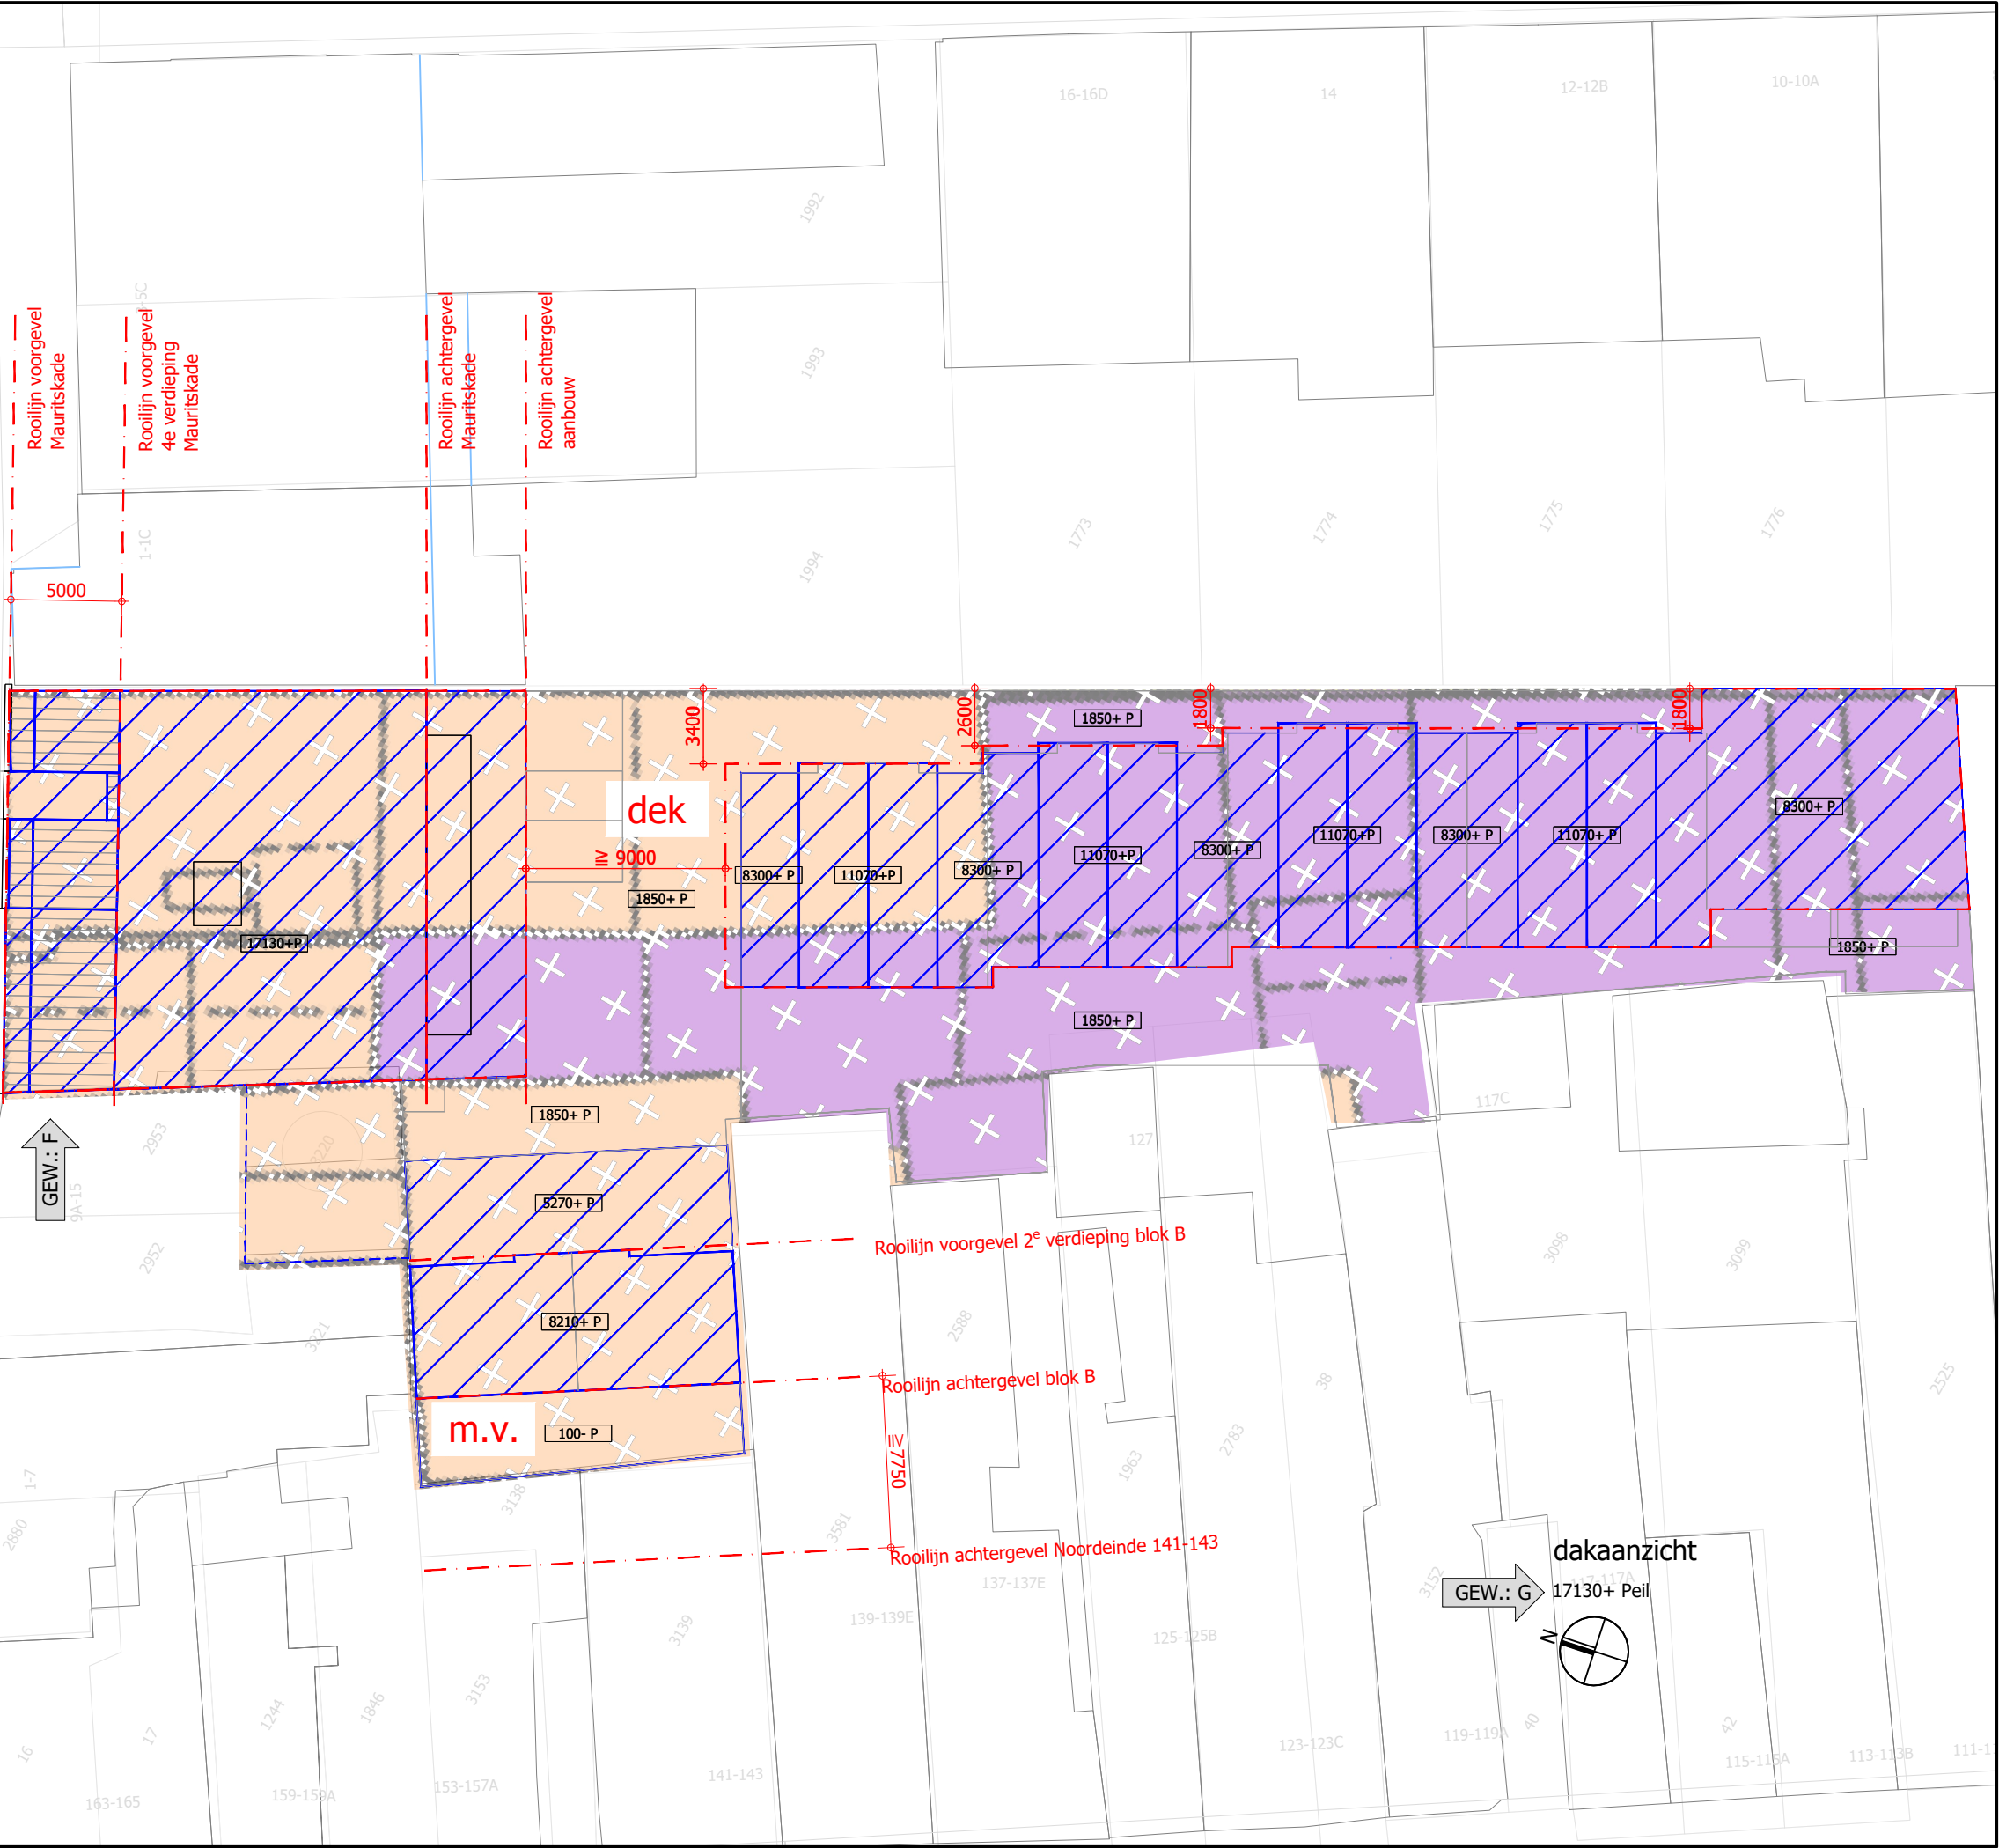 16-16D
14
12-12B
10-10A
1992
1993
1994
1773
1774
1775
1776
1-1C
Rooilijn voorgevel
Mauritskade
Rooilijn voorgevel
4e verdieping
Mauritskade
Rooilijn achtergevel
Mauritskade
Rooilijn achtergevel
aanbouw
5000
3400
2600
1800
1800
dek
≧ 9000
1850+ P
1850+ P
8300+ P
11070+P
8300+ P
11070+P
8300+ P
11070+P
8300+ P
11070+ P
8300+ P
1850+ P
17130+P
1850+ P
1850+ P
5270+ P
8210+ P
100- P
m.v.
GEW.: F
2953
9A-15
2952
3220
3221
127
117C
Rooilijn voorgevel 2e verdieping blok B
Rooilijn achtergevel blok B
≧7750
Rooilijn achtergevel Noordeinde 141-143
2588
38
3098
3099
2525
1-7
2880
3138
3581
1963
2783
3152
137-137E
139-139E
125-125B
3139
3153
1846
1244
17
16
163-165
159-159A
153-157A
141-143
123-123C
119-119A
40
42
115-115A
113-113B
117-117A
dakaanzicht
GEW.: G
17130+ Peil
N